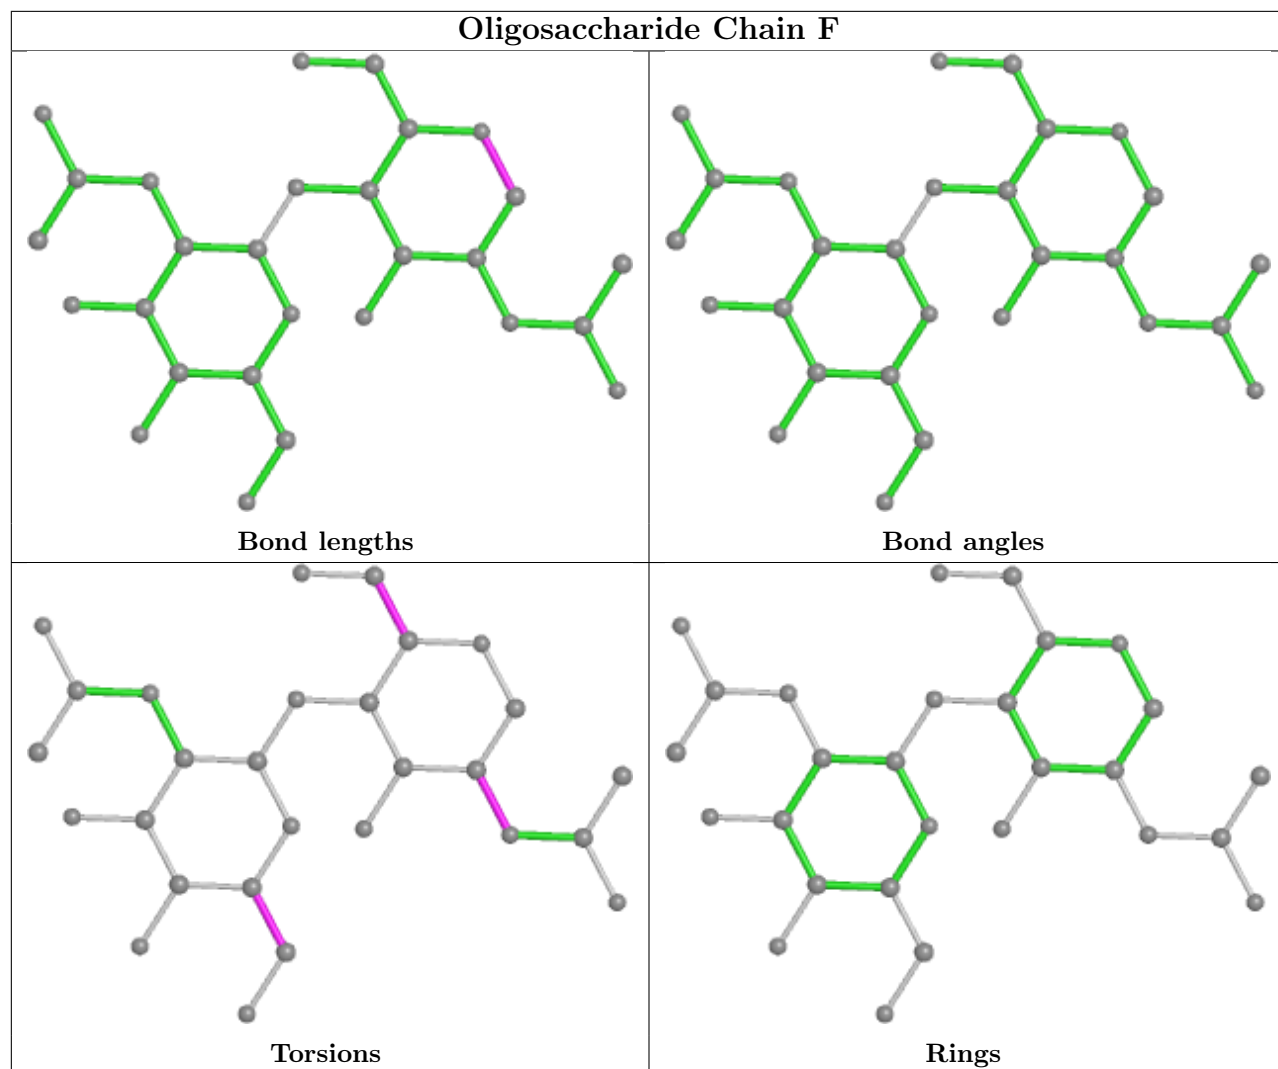 Oligosaccharide Chain F
Bond lengths
Bond angles
Torsions
Rings